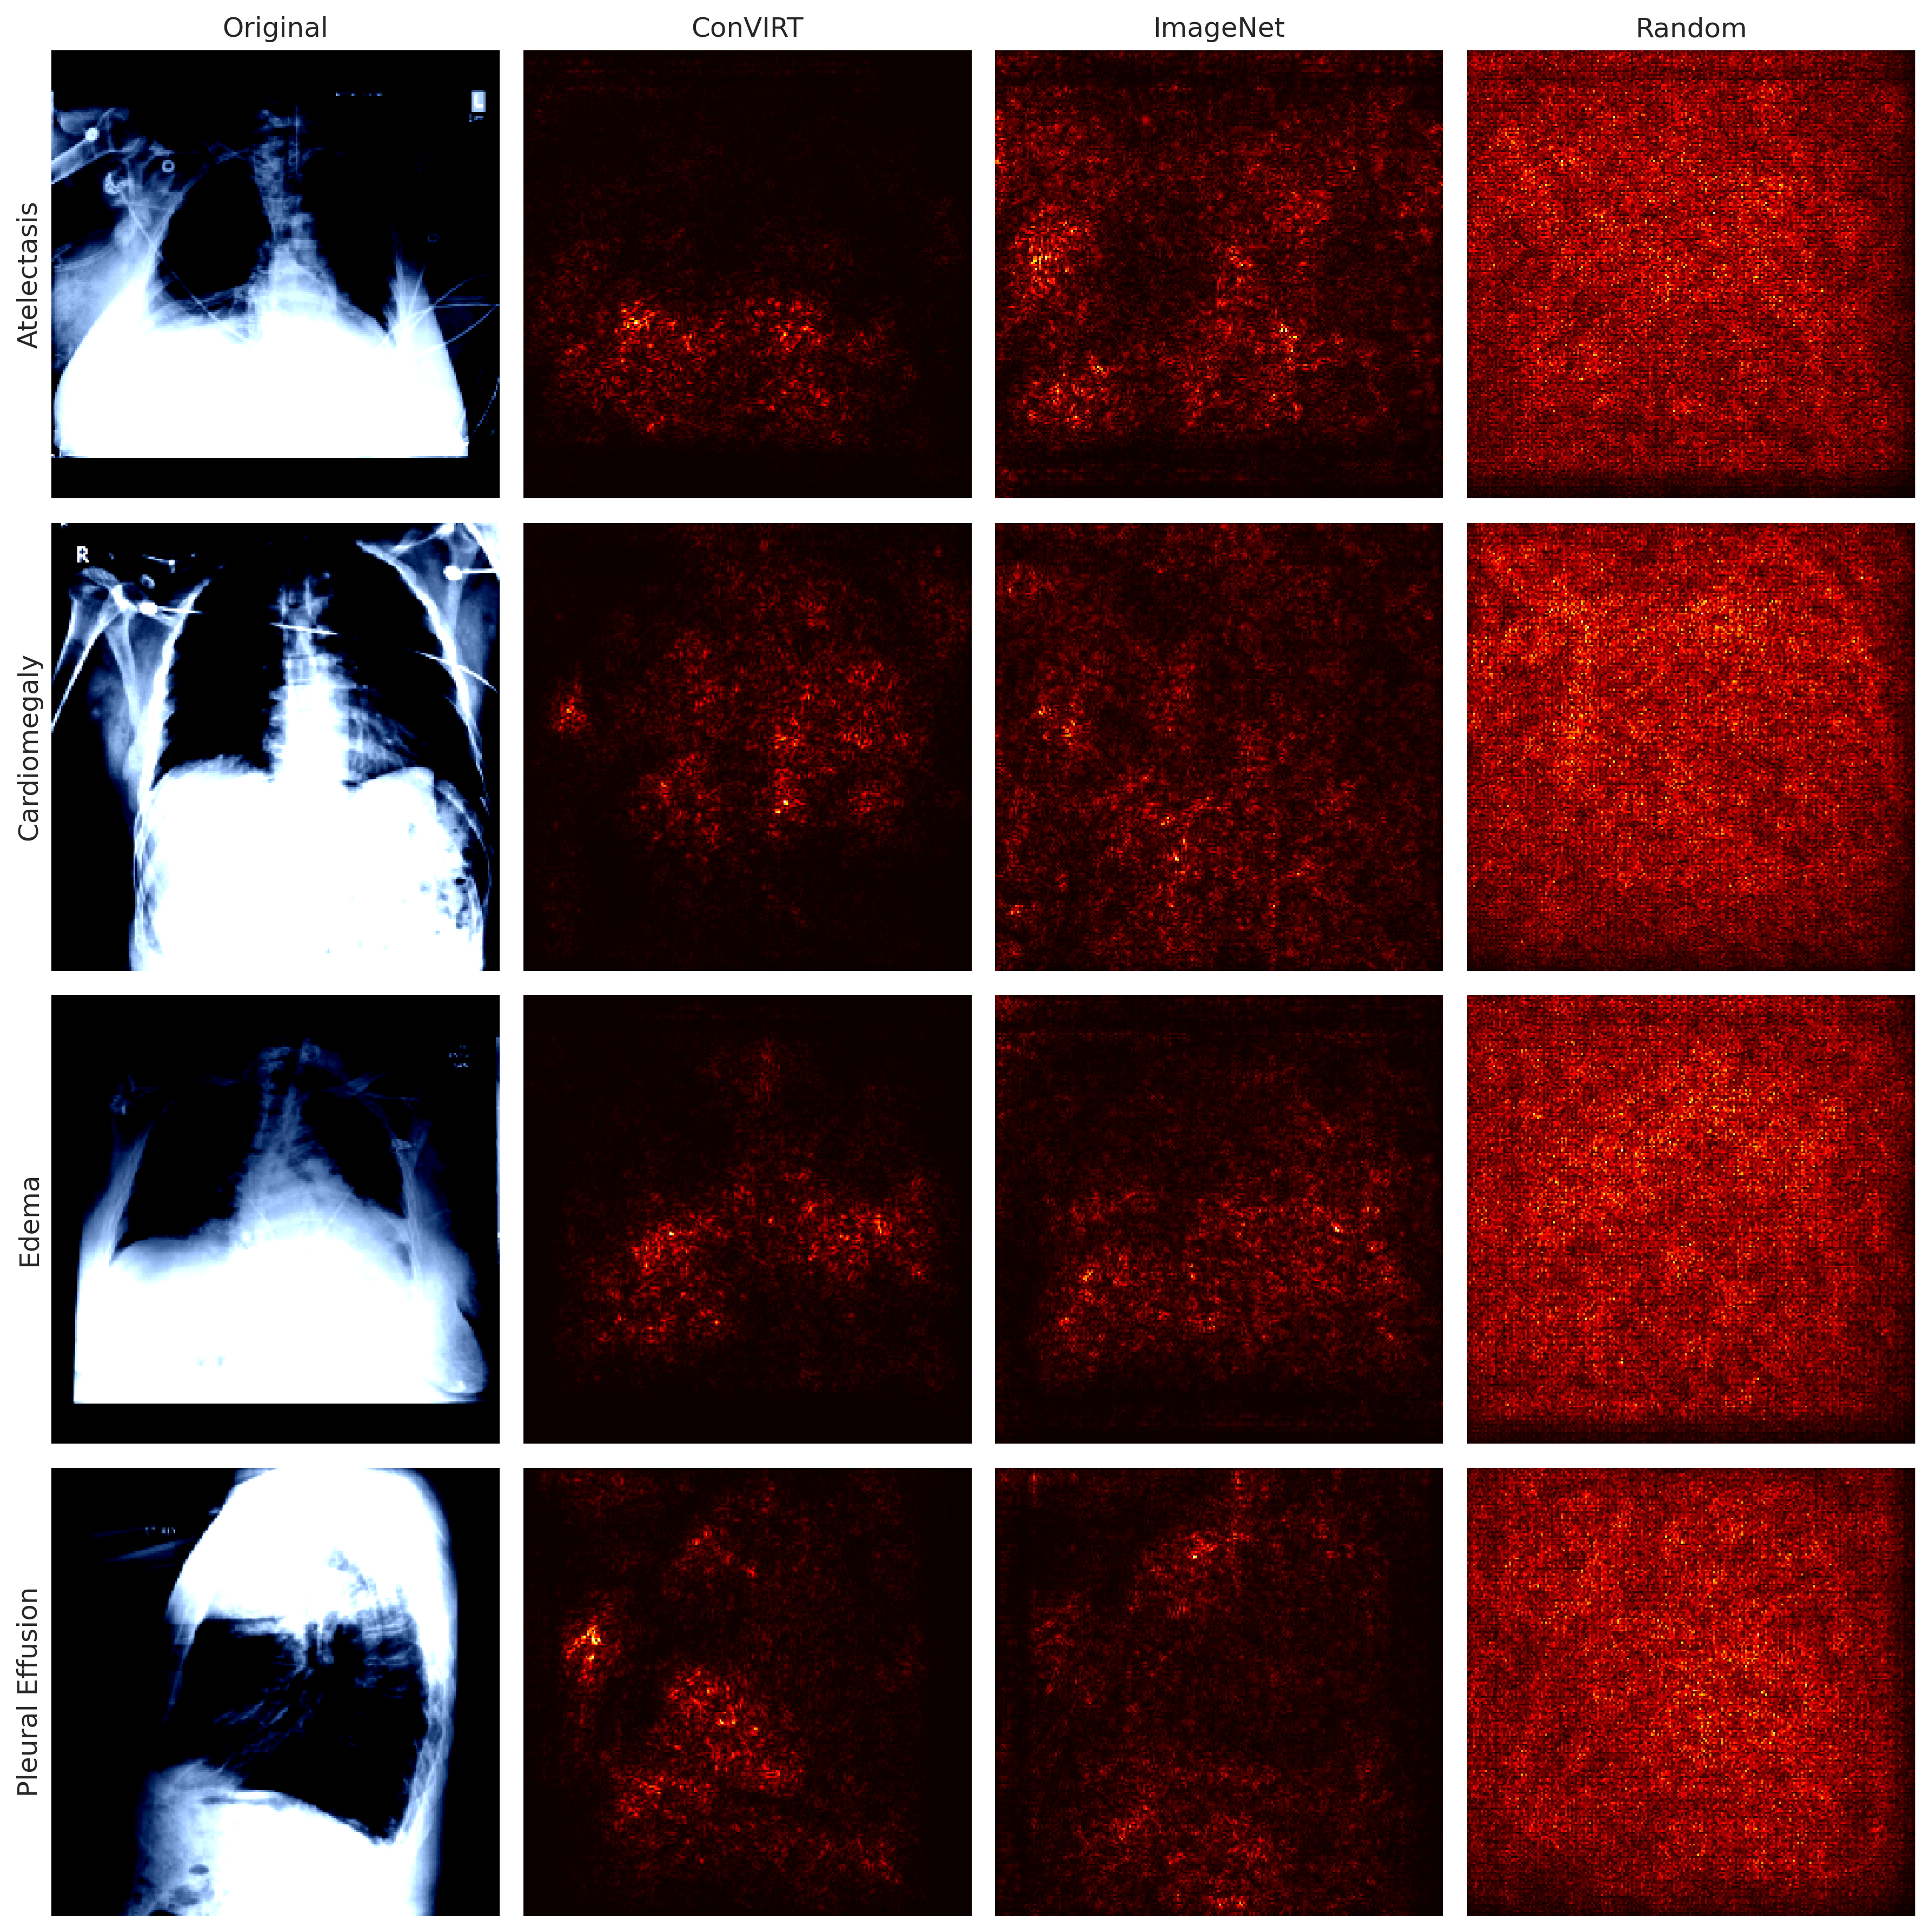 Original ConVIRT ImageNet Random
Atelectasis
L
Cardiomegaly
R
Edema
Pleural Effusion